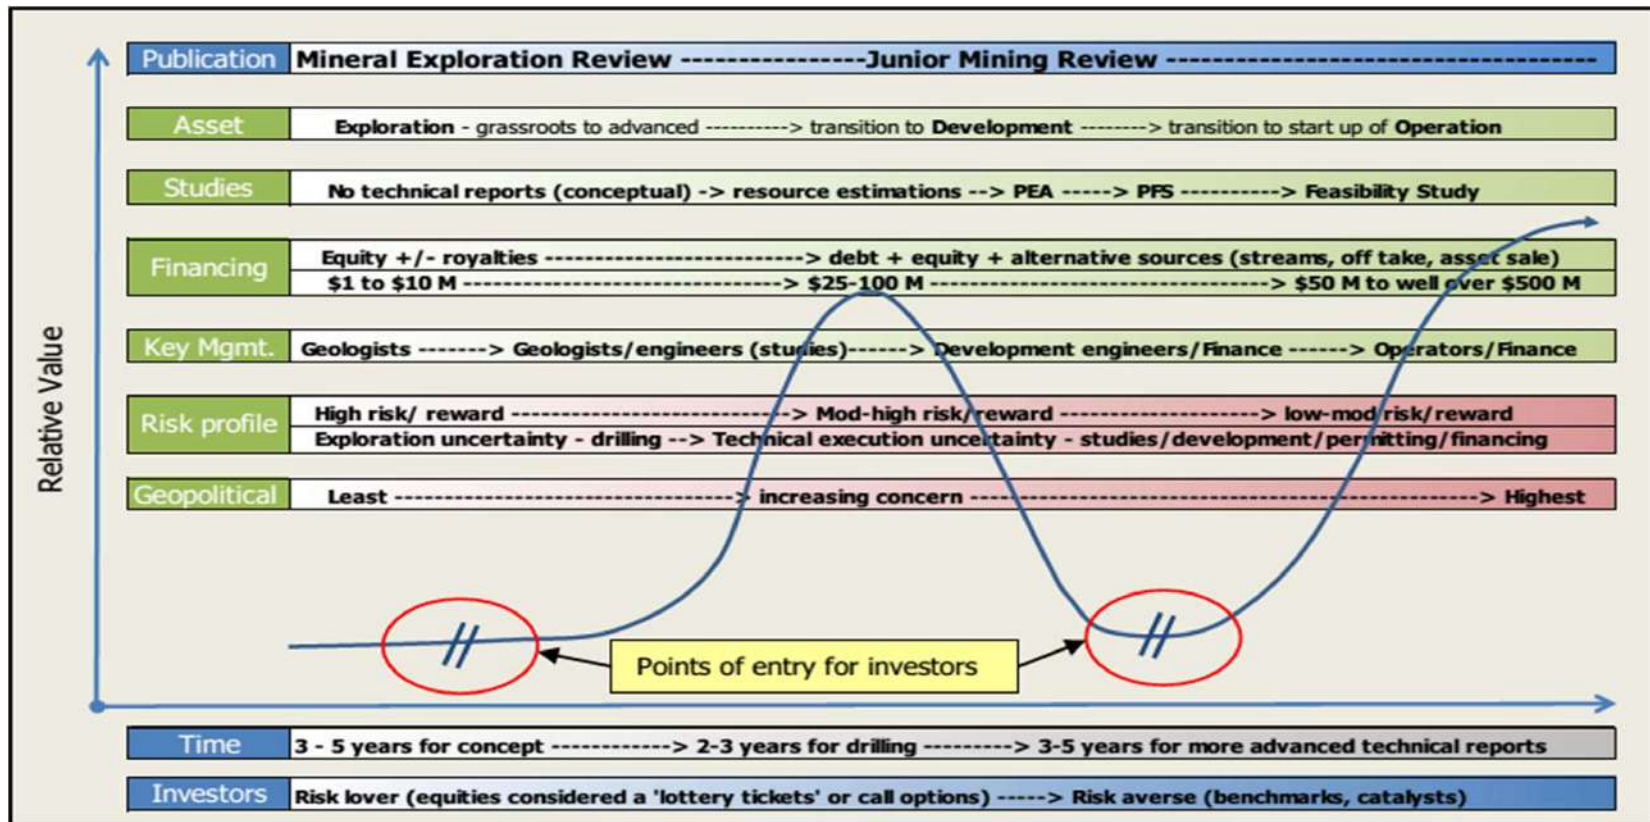 Publication Mineral Exploration Review ----------------Junior Mining Review -------------------------------------
Asset Exploration - grassroots to advanced ----------> transition to Development --------> transition to start up of Operation
Studies No technical reports (conceptual) -> resource estimations --> PEA -----> PFS ----------> Feasibility Study
Financing Equity +/- royalties -------------------------> debt + equity + alternative sources (streams, off take, asset sale)
$1 to $10 M -------------------------------> $25-100 M ---------------------------------> $50 M to well over $500 M
Key Mgmt. Geologists -------> Geologists/engineers (studies)------> Development engineers/Finance ------> Operators/Finance
Risk profile High risk/ reward ---------------------------> Mod-high risk/reward -------------------> low-mod risk/reward
Exploration uncertainty - drilling --> Technical execution uncertainty - studies/development/permitting/financing
Geopolitical Least ---------------------------------> increasing concern -------------------------------------------------> Highest
Relative Value
Points of entry for investors
Time 3 - 5 years for concept ------------> 2-3 years for drilling ---------> 3-5 years for more advanced technical reports
Investors Risk lover (equities considered a 'lottery tickets' or call options) -----> Risk averse (benchmarks, catalysts)